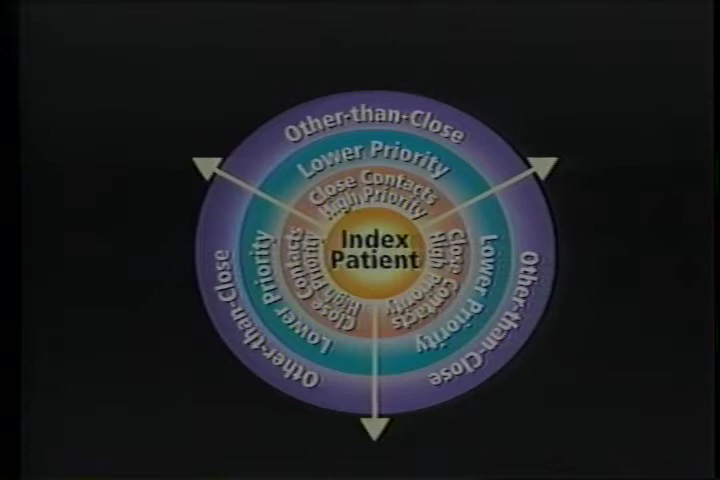 Other-than-Close
Lower Priority
Close Contacts
High Priority
Index
Patient
Other-than-Close
Lower Priority
Close Contacts
High Priority
High Priority
Close Contacts
Lower Priority
Other-than-Close